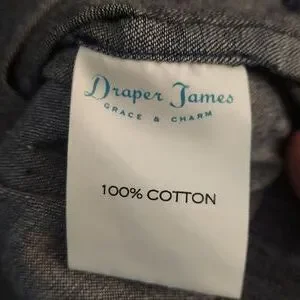 Draper James
GRACE & CHARM
100% COTTON